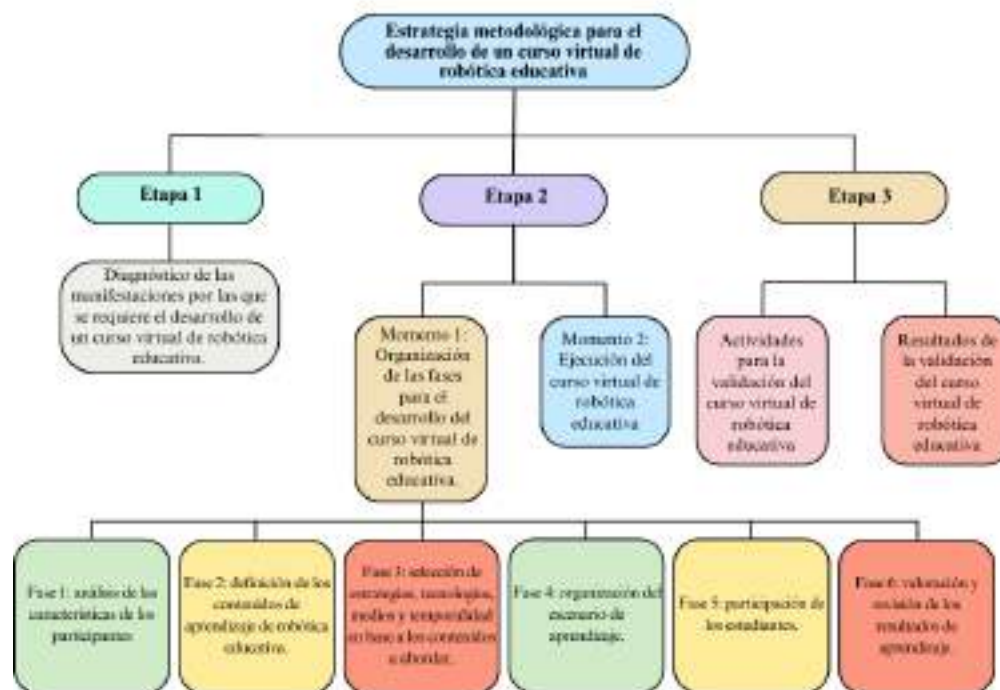 Estrategia metodológica para el
desarrollo de un curso virtual de
robótica educativa
Etapa 1
Etapa 2
Etapa 3
Diagnóstico de las
manifestaciones por las que
se requiere el desarrollo de
un curso virtual de robótica
educativa.
Momento 1:
Organización
de las fases
para el
desarrollo del
curso virtual de
robótica
educativa.
Momento 2:
Ejecución del
curso virtual de
robótica
educativa
Actividades
para la
validación del
curso virtual de
robótica
educativa
Resultados de
la validación
del curso
virtual de
robótica
educativa
Fase 1: análisis de las
características de los
participantes
Fase 2: definición de los
contenidos de
aprendizaje de robótica
educativa.
Fase 3: selección de
estrategias, tecnologías,
medios y temporalidad
en base a los contenidos
a abordar.
Fase 4: organización del
escenario de
aprendizaje.
Fase 5: participación de
los estudiantes.
Fase 6: valoración y
revisión de los
resultados de
aprendizaje.